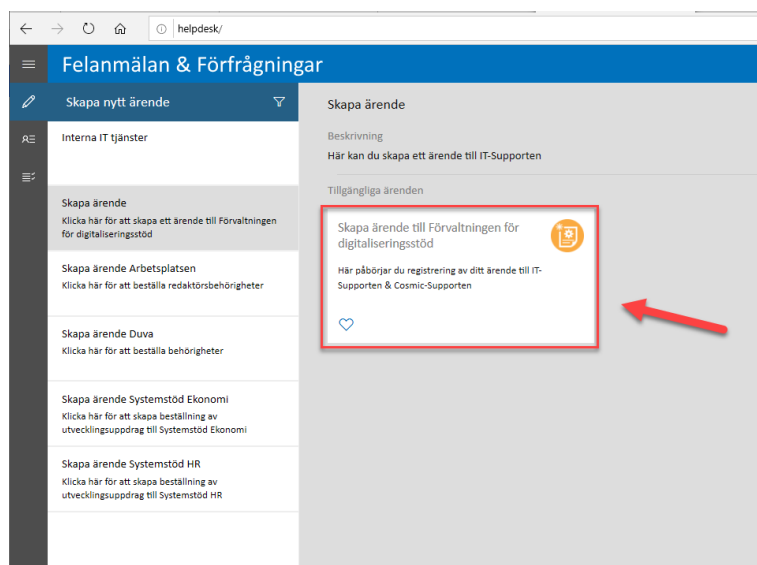 helpdesk/
Felanmälan & Förfrågningar
Skapa nytt ärende
Interna IT tjänster
Skapa ärende
Klicka här för att skapa ett ärende till Förvaltningen
för digitaliseringsstöd
Skapa ärende Arbetsplatsen
Klicka här för att beställa redaktörsbehörigheter
Skapa ärende Duva
Klicka här för att beställa behörigheter
Skapa ärende Systemstöd Ekonomi
Klicka här för att skapa beställning av
utvecklingsuppdrag till Systemstöd Ekonomi
Skapa ärende Systemstöd HR
Klicka här för att skapa beställning av
utvecklingsuppdrag till Systemstöd HR
Skapa ärende
Beskrivning
Här kan du skapa ett ärende till IT-Supporten
Tillgängliga ärenden
Skapa ärende till Förvaltningen för
digitaliseringsstöd
Här påbörjar du registrering av ditt ärende till IT-
Supporten & Cosmic-Supporten